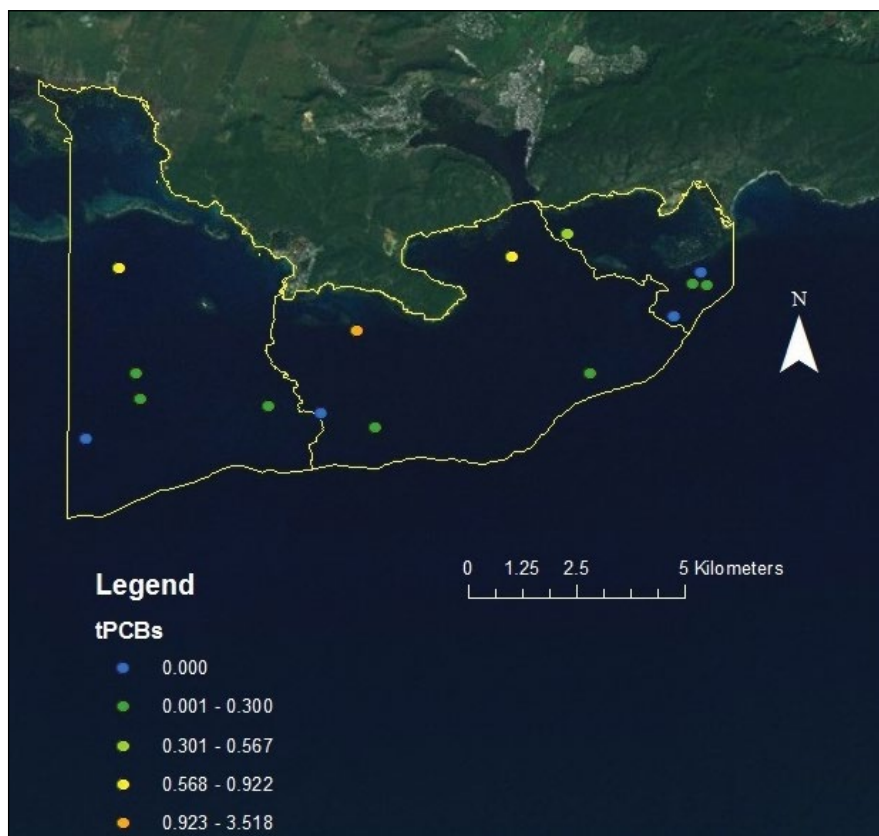 N
0 1.25 2.5 5 Kilometers
Legend
tPCBs
0.000
0.001 - 0.300
0.301 - 0.567
0.568 - 0.922
0.923 - 3.518